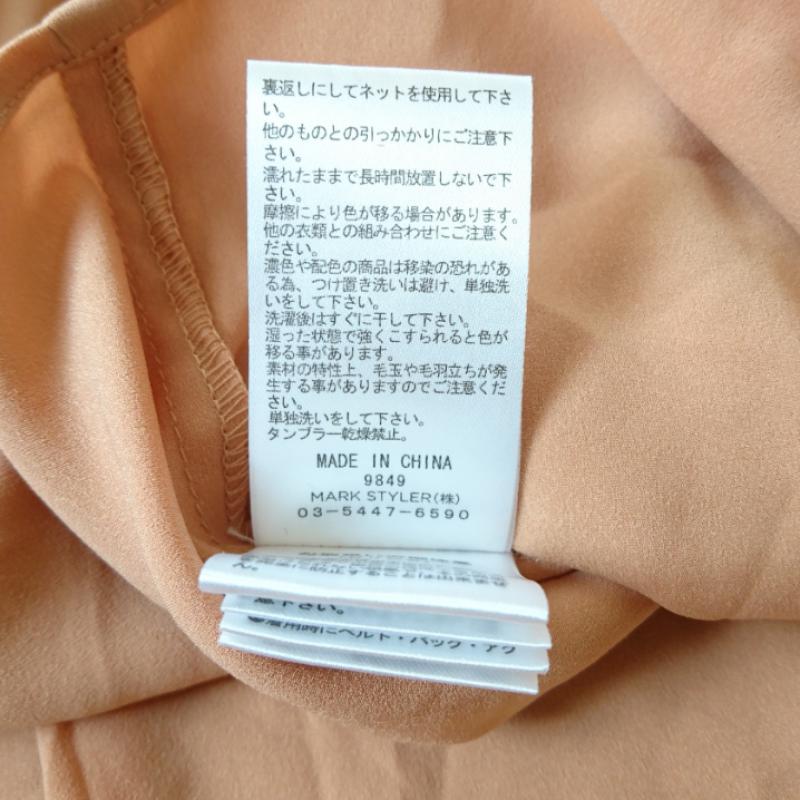 裏返しにしてネットを使用して下さ
い。
他のものとの引っかかりにご注意下
さい。
濡れたままで長時間放置しないで下
さい。
摩擦により色が移る場合があります。
他の衣類との組み合わせにご注意く
ださい。
濃色や配色の商品は移染の恐れがあ
る為、つけ置き洗いは避け、単独洗
いをして下さい。
洗濯後はすぐに干して下さい。
湿った状態で強くこすられると色が
移る事があります。
素材の特性上、毛玉や毛羽立ちが発
生する事がありますのでご注意くだ
さい。
単独洗いをして下さい。
タンブラー乾燥禁止。
MADE IN CHINA
9849
MARK STYLER(株)
03-5447-6590
下さい。
●着用時にベルト・バッグ・アク